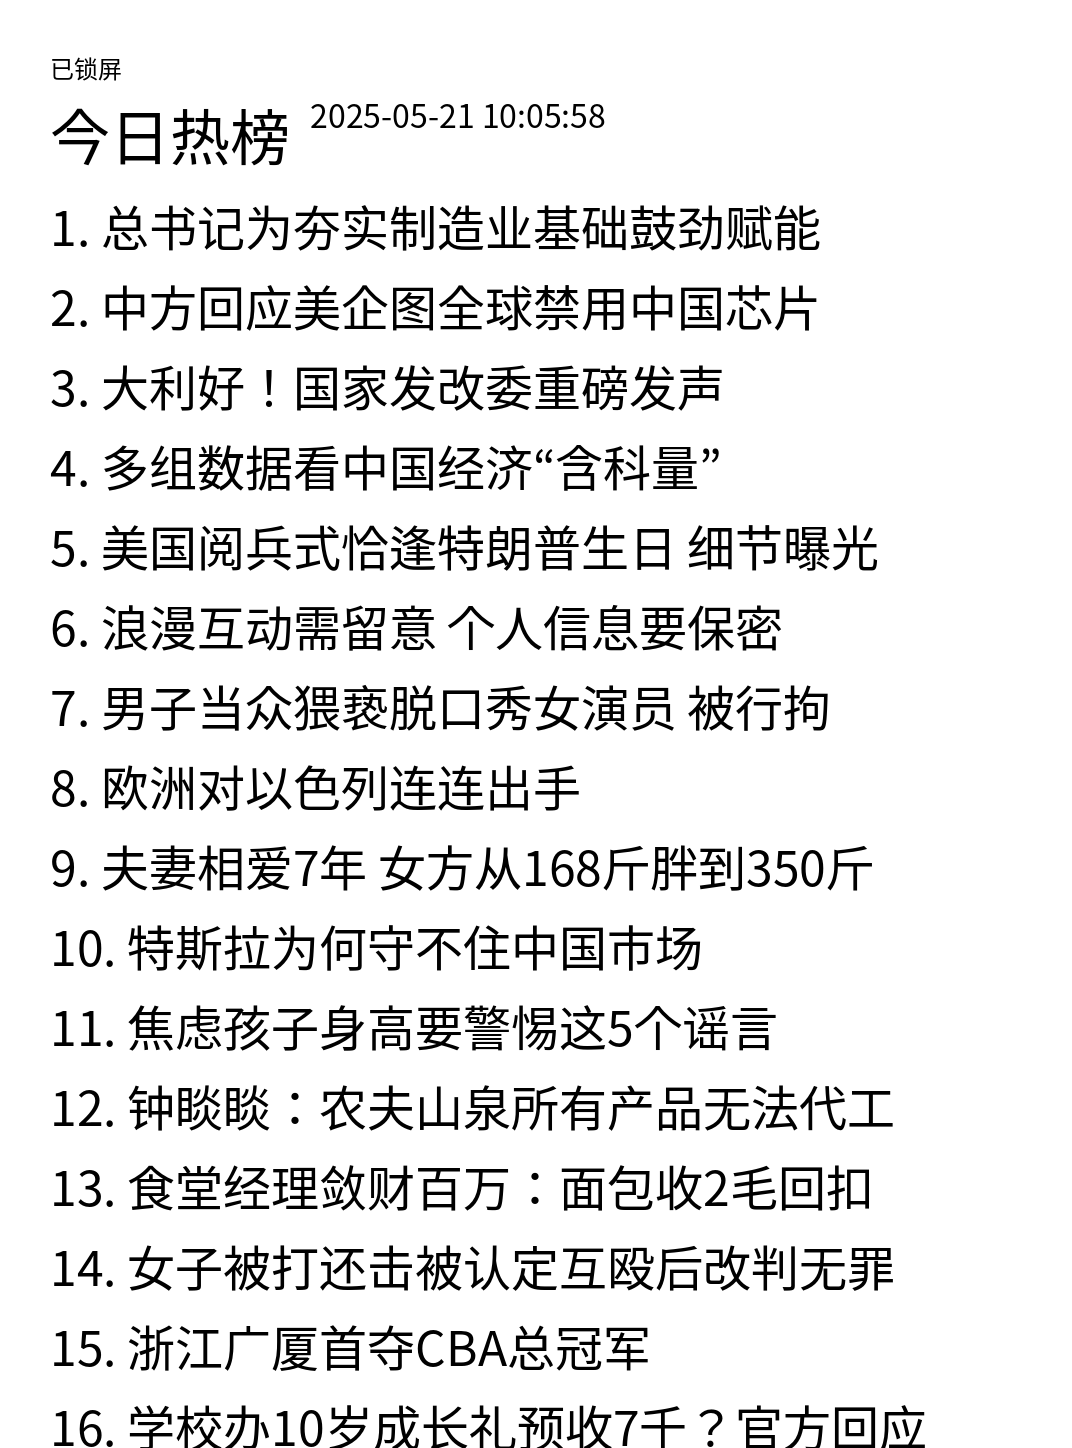 已锁屏
今日热榜 2025-05-21 10:05:58
1. 总书记为夯实制造业基础鼓劲赋能
2. 中方回应美企图全球禁用中国芯片
3. 大利好！国家发改委重磅发声
4. 多组数据看中国经济“含科量”
5. 美国阅兵式恰逢特朗普生日 细节曝光
6. 浪漫互动需留意 个人信息要保密
7. 男子当众猥亵脱口秀女演员 被行拘
8. 欧洲对以色列连连出手
9. 夫妻相爱7年 女方从168斤胖到350斤
10. 特斯拉为何守不住中国市场
11. 焦虑孩子身高要警惕这5个谣言
12. 钟睒睒：农夫山泉所有产品无法代工
13. 食堂经理敛财百万：面包收2毛回扣
14. 女子被打还击被认定互殴后改判无罪
15. 浙江广厦首夺CBA总冠军
16. 学校办10岁成长礼预收7千？官方回应